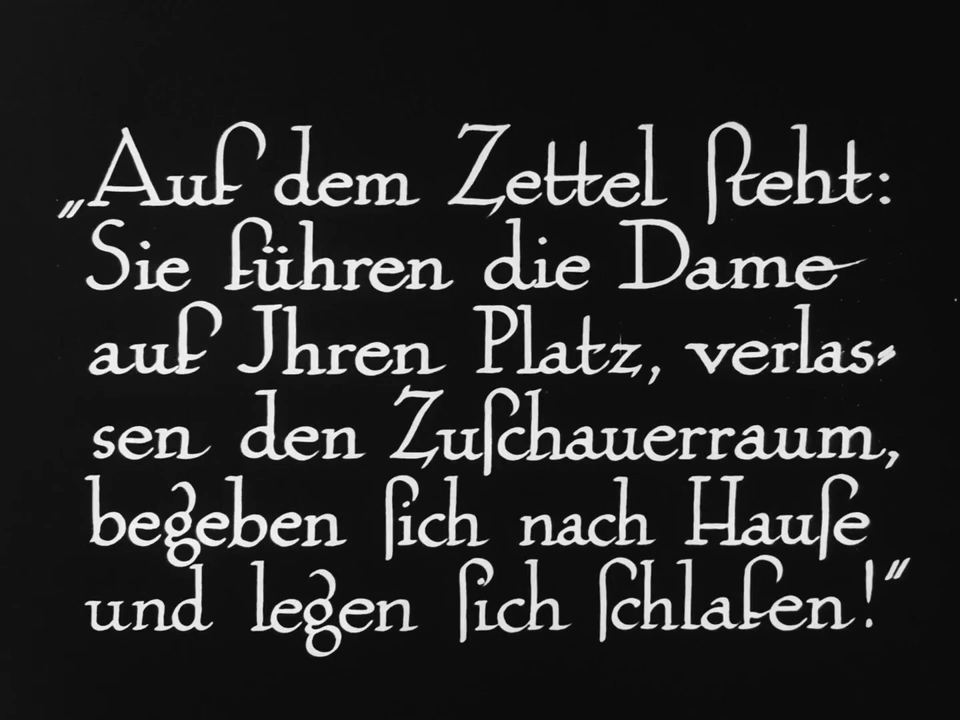 „Auf dem Zettel ſteht:
Sie führen die Dame
auf Jhren Platz, verlas-
sen den Zuſchauerraum,
begeben ſich nach Hauſe
und legen ſich ſchlafen!“